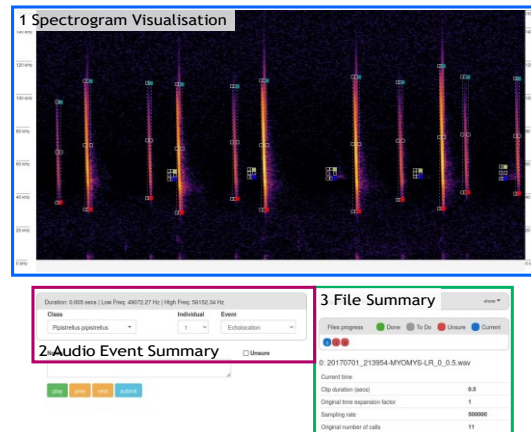 1 Spectrogram Visualisation
140 kHz
120 kHz
100 kHz
80 kHz
60 kHz
40 kHz
20 kHz
0 kHz
Duration: 0.005 secs | Low Freq: 49072.27 Hz | High Freq: 56152.34 Hz
Class
Individual
Event
Pipistrellus pipistrellus
1
Echolocation
2 Audio Event Summary
Unsure
play
prev
next
submit
3 File Summary
show
Files progress
Done
To Do
Unsure
Current
0: 20170701_213954-MYOMYS-LR_0_0.5.wav
Current time
Clip duration (secs)
0.5
Original time expansion factor
1
Sampling rate
500000
Original number of calls
11